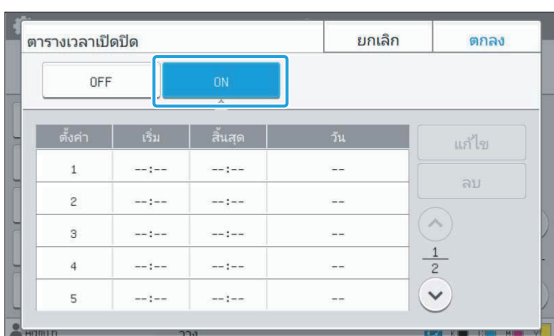 ตารางเวลาเปิดปิด ยกเลิก ตกลง
OFF ON
ตั้งค่า เริ่ม สิ้นสุด วัน แก้ไข
1 --:-- --:-- --
ลบ
2 --:-- --:-- --
3 --:-- --:-- --
4 --:-- --:-- -- 1/2
5 --:-- --:-- --